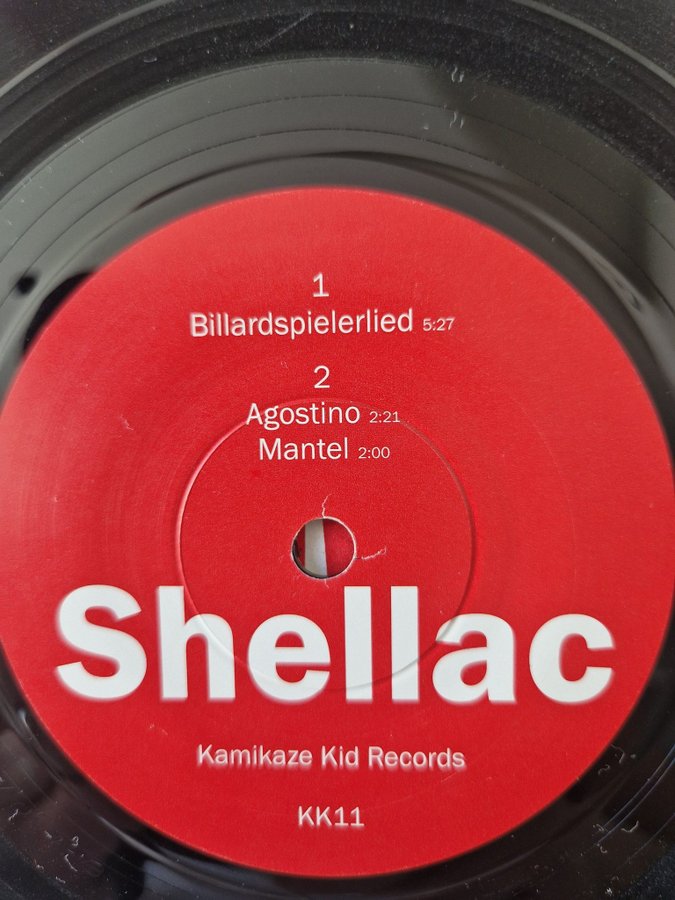 1
Billardspielerlied 5:27
2
Agostino 2:21
Mantel 2:00
Shellac
Kamikaze Kid Records
KK11